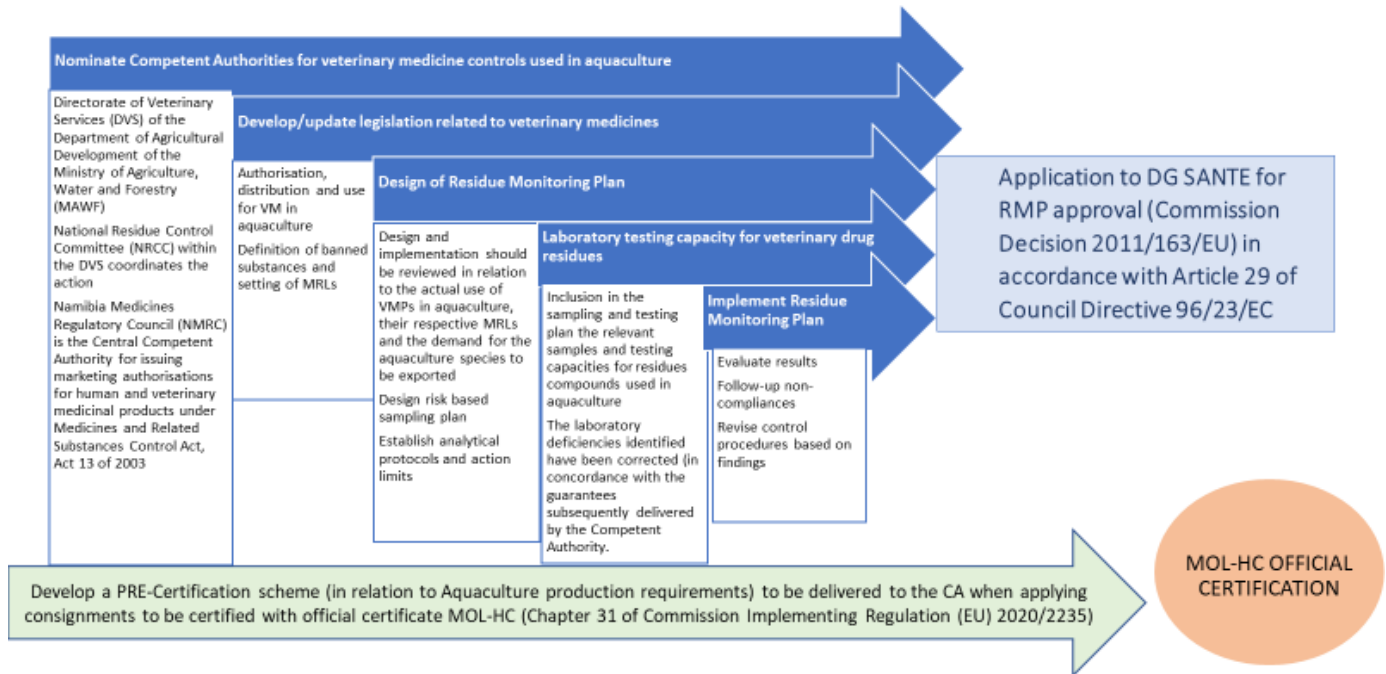 Nominate Competent Authorities for veterinary medicine controls used in aquaculture
Directorate of Veterinary
Services (DVS) of the
Department of Agricultural
Development of the
Ministry of Agriculture,
Water and Forestry
(MAWF)
National Residue Control
Committee (NRCC) within
the DVS coordinates the
action
Namibia Medicines
Regulatory Council (NMRC)
is the Central Competent
Authority for issuing
marketing authorisations
for human and veterinary
medicinal products under
Medicines and Related
Substances Control Act,
Act 13 of 2003
Develop/update legislation related to veterinary medicines
Authorisation,
distribution and use
for VM in
aquaculture
Definition of banned
substances and
setting of MRLs
Design of Residue Monitoring Plan
Design and
implementation should
be reviewed in relation
to the actual use of
VMPs in aquaculture,
their respective MRLs
and the demand for the
aquaculture species to
be exported
Design risk based
sampling plan
Establish analytical
protocols and action
limits
Laboratory testing capacity for veterinary drug
residues
Inclusion in the
sampling and testing
plan the relevant
samples and testing
capacities for residues
compounds used in
aquaculture
The laboratory
deficiencies identified
have been corrected (in
concordance with the
guarantees
subsequently delivered
by the Competent
Authority.
Implement Residue
Monitoring Plan
Evaluate results
Follow-up non-
compliances
Revise control
procedures based on
findings
Application to DG SANTE for
RMP approval (Commission
Decision 2011/163/EU) in
accordance with Article 29 of
Council Directive 96/23/EC
Develop a PRE-Certification scheme (in relation to Aquaculture production requirements) to be delivered to the CA when applying
consignments to be certified with official certificate MOL-HC (Chapter 31 of Commission Implementing Regulation (EU) 2020/2235)
MOL-HC OFFICIAL
CERTIFICATION